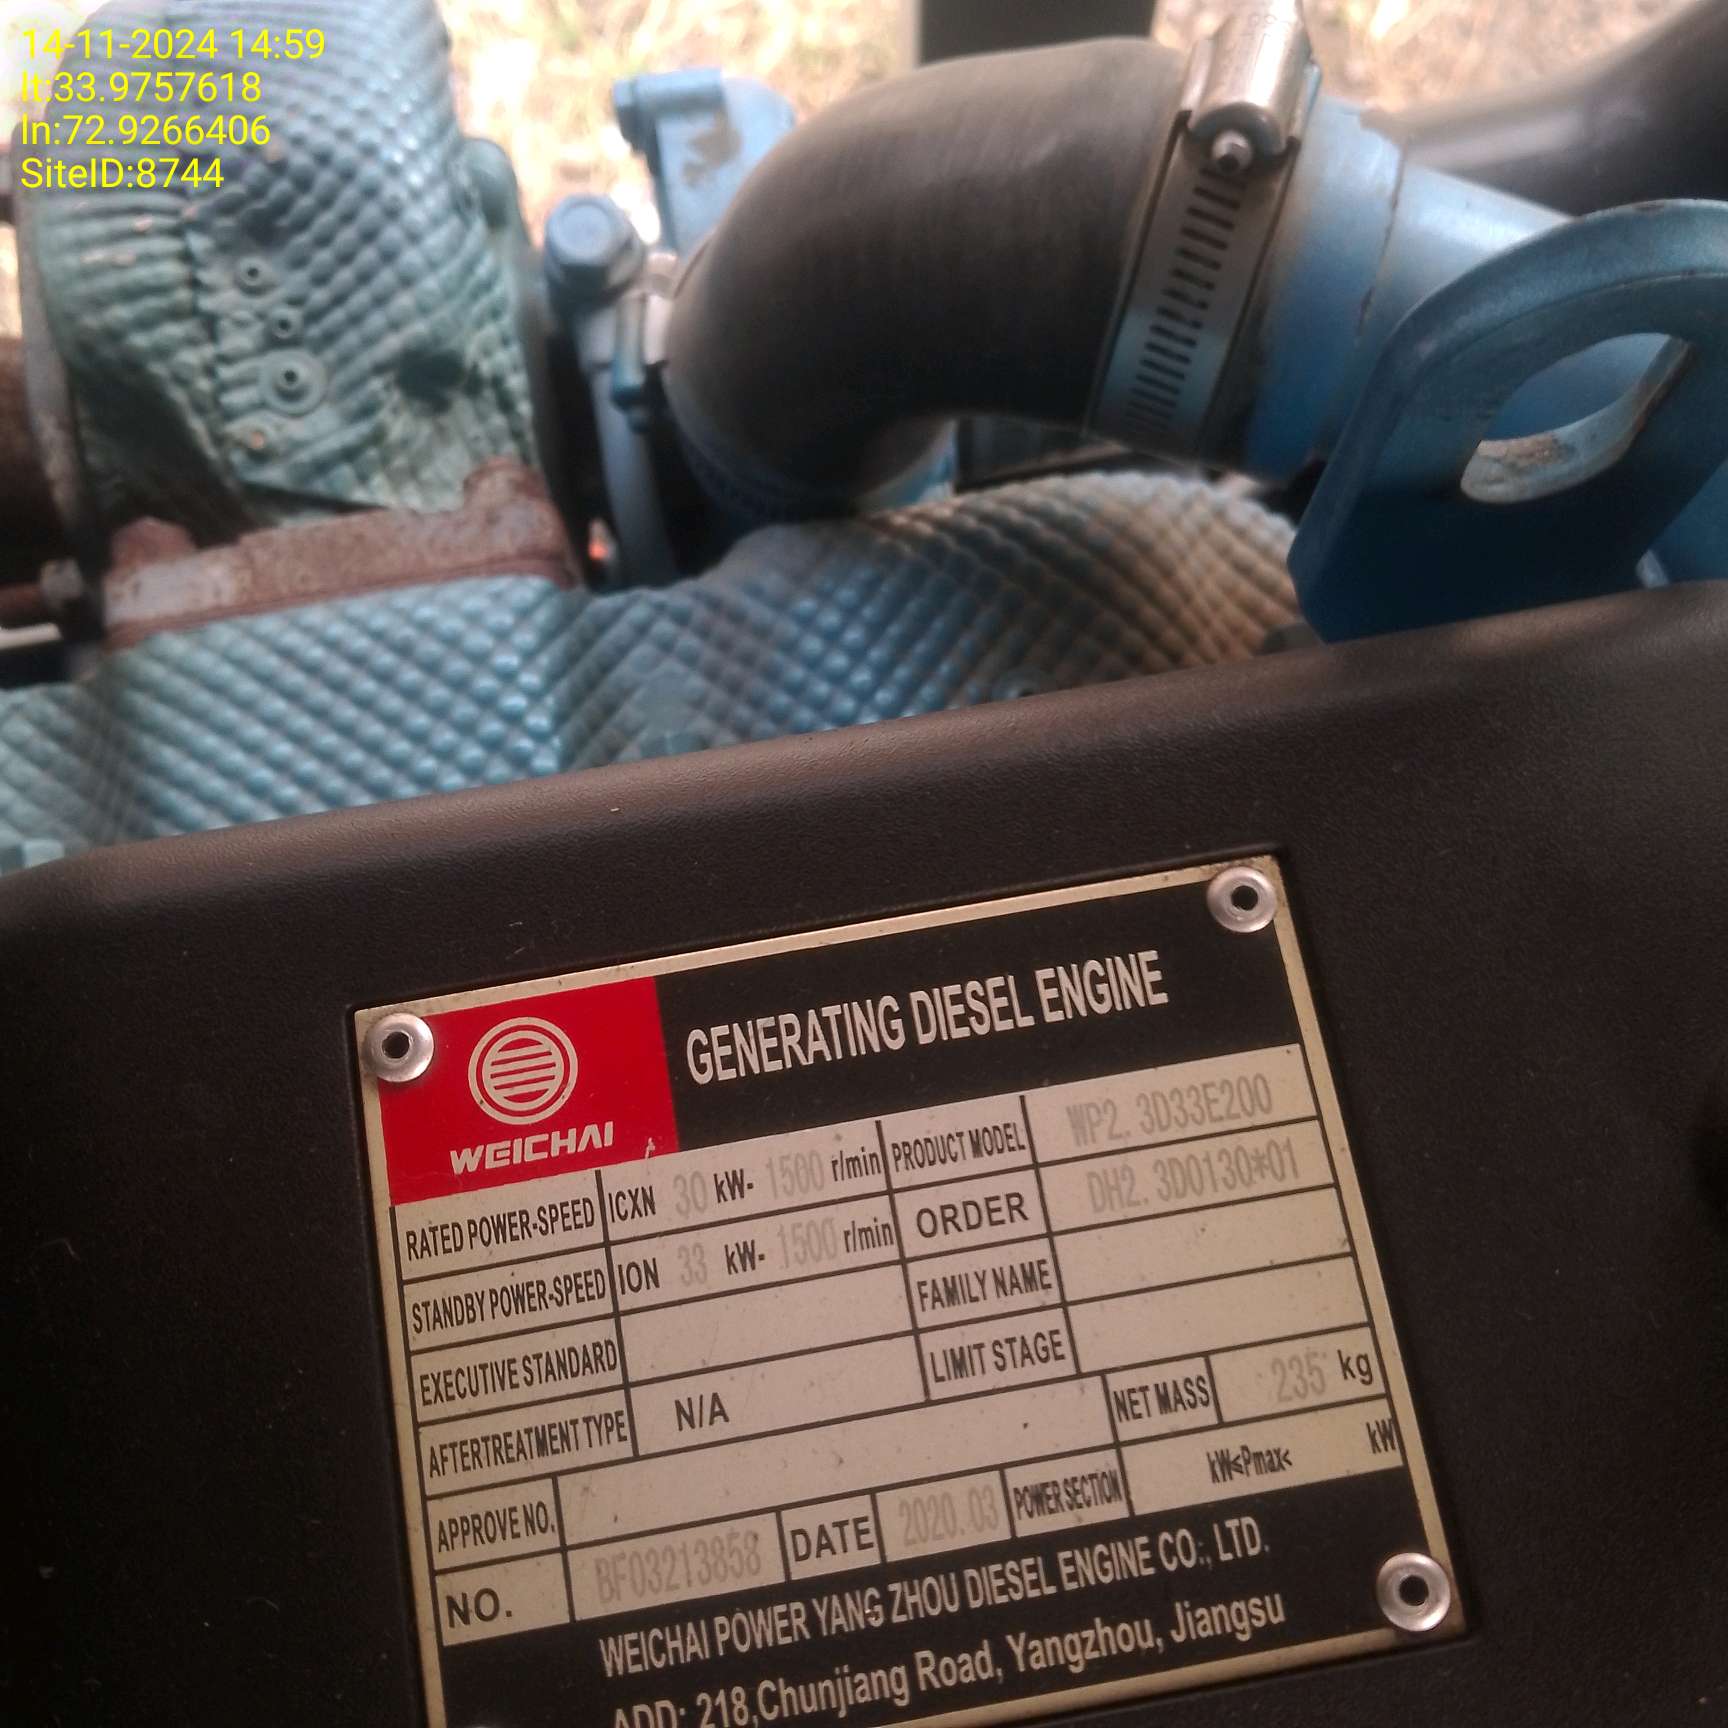 14-11-2024 14:59
lt:33.9757618
ln:72.9266406
SiteID:8744
WEICHAI
GENERATING DIESEL ENGINE
RATED POWER-SPEED ICXN 30 kW- 1500 r/min PRODUCT MODEL WP2.3D33E200
STANDBY POWER-SPEED ION 33 kW- 1500 r/min ORDER DH2.3D0130*01
EXECUTIVE STANDARD FAMILY NAME
AFTERTREATMENT TYPE N/A LIMIT STAGE
APPROVE NO. NET MASS 235 kg
NO. BF03213858 DATE 2020.03 POWER SECTION kW≤Pmax< kW
WEICHAI POWER YANG ZHOU DIESEL ENGINE CO., LTD.
ADD: 218,Chunjiang Road, Yangzhou, Jiangsu